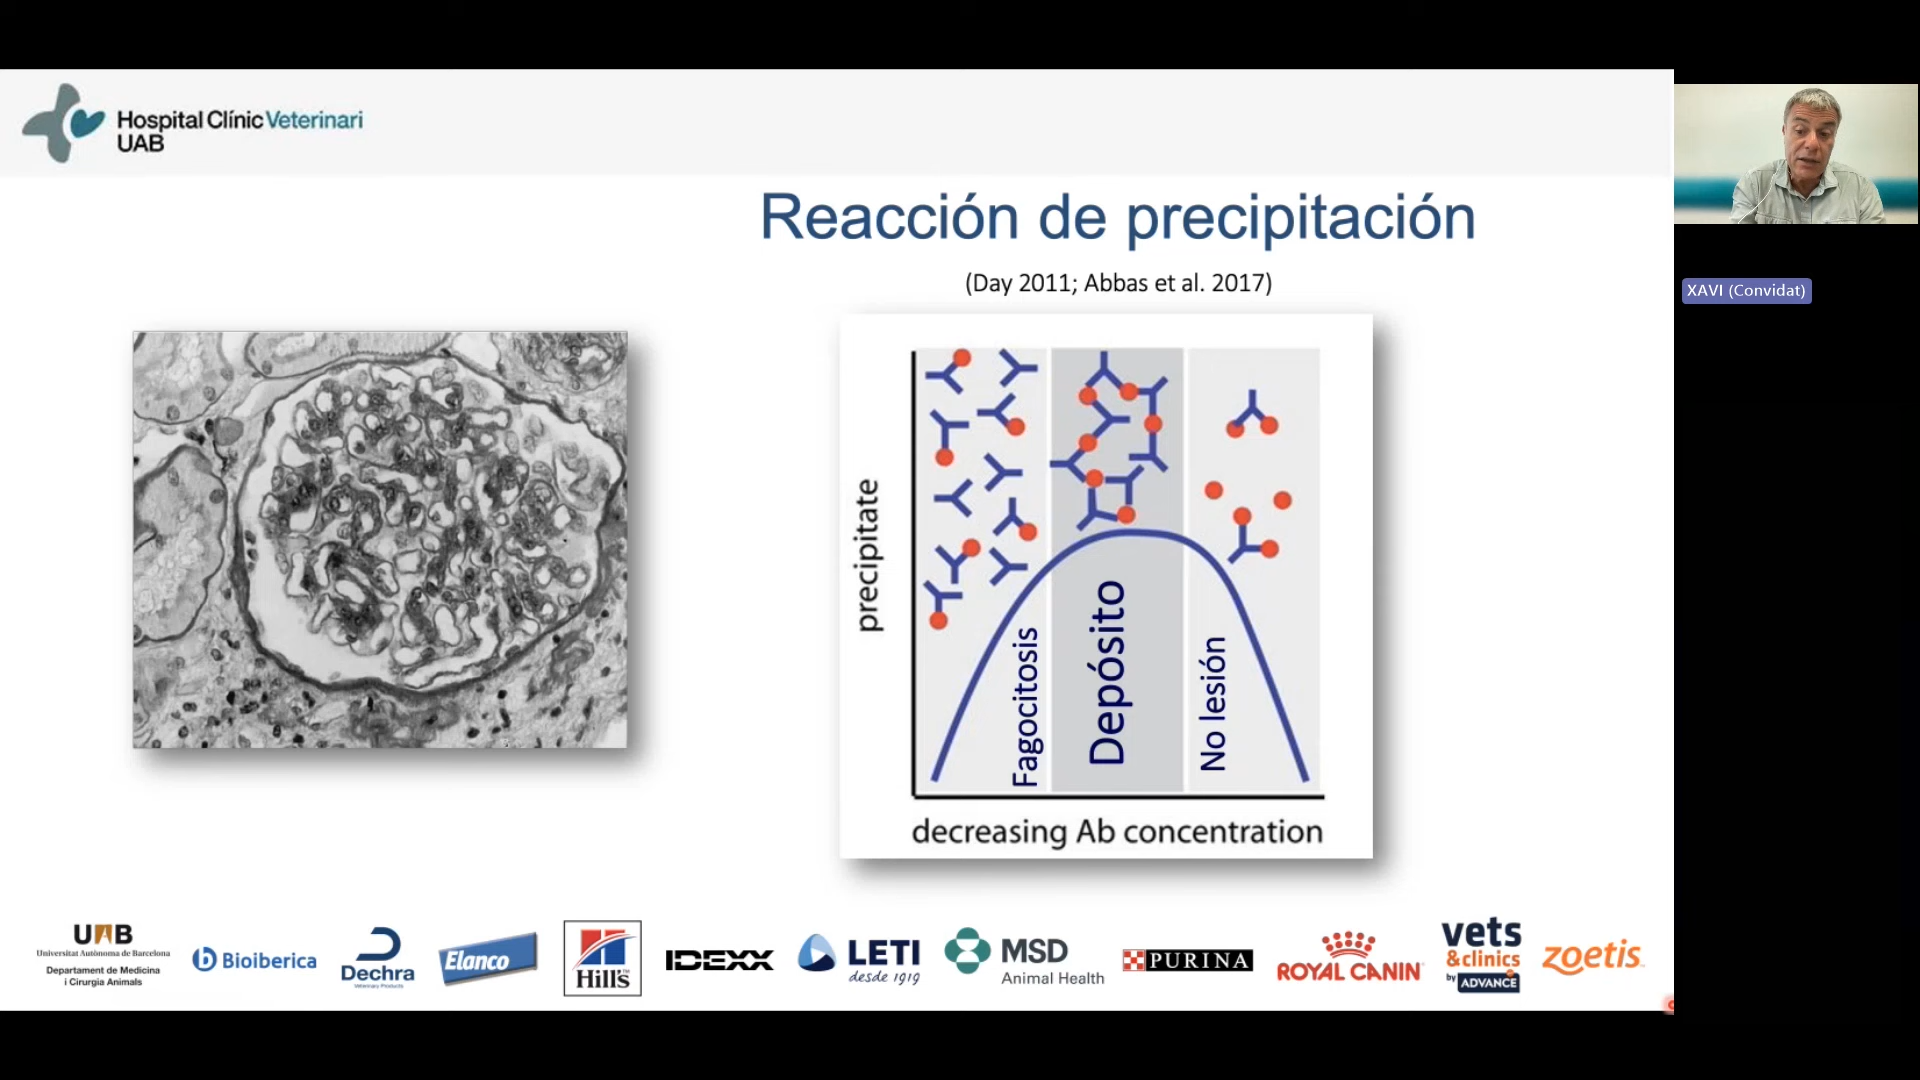 Hospital Clínic Veterinari
UAB
Reacción de precipitación
(Day 2011; Abbas et al. 2017)
XAVI (Convidat)
precipitate
Fagocitosis
Depósito
No lesión
decreasing Ab concentration
UAB
Universitat Autònoma de Barcelona
Departament de Medicina
i Cirurgia Animals
Bioiberica
Dechra
Veterinary Products
Elanco
Hill's
IDEXX
LETI
desde 1919
MSD
Animal Health
PURINA
ROYAL CANIN
vets
&clinics
by ADVANCE
zoetis